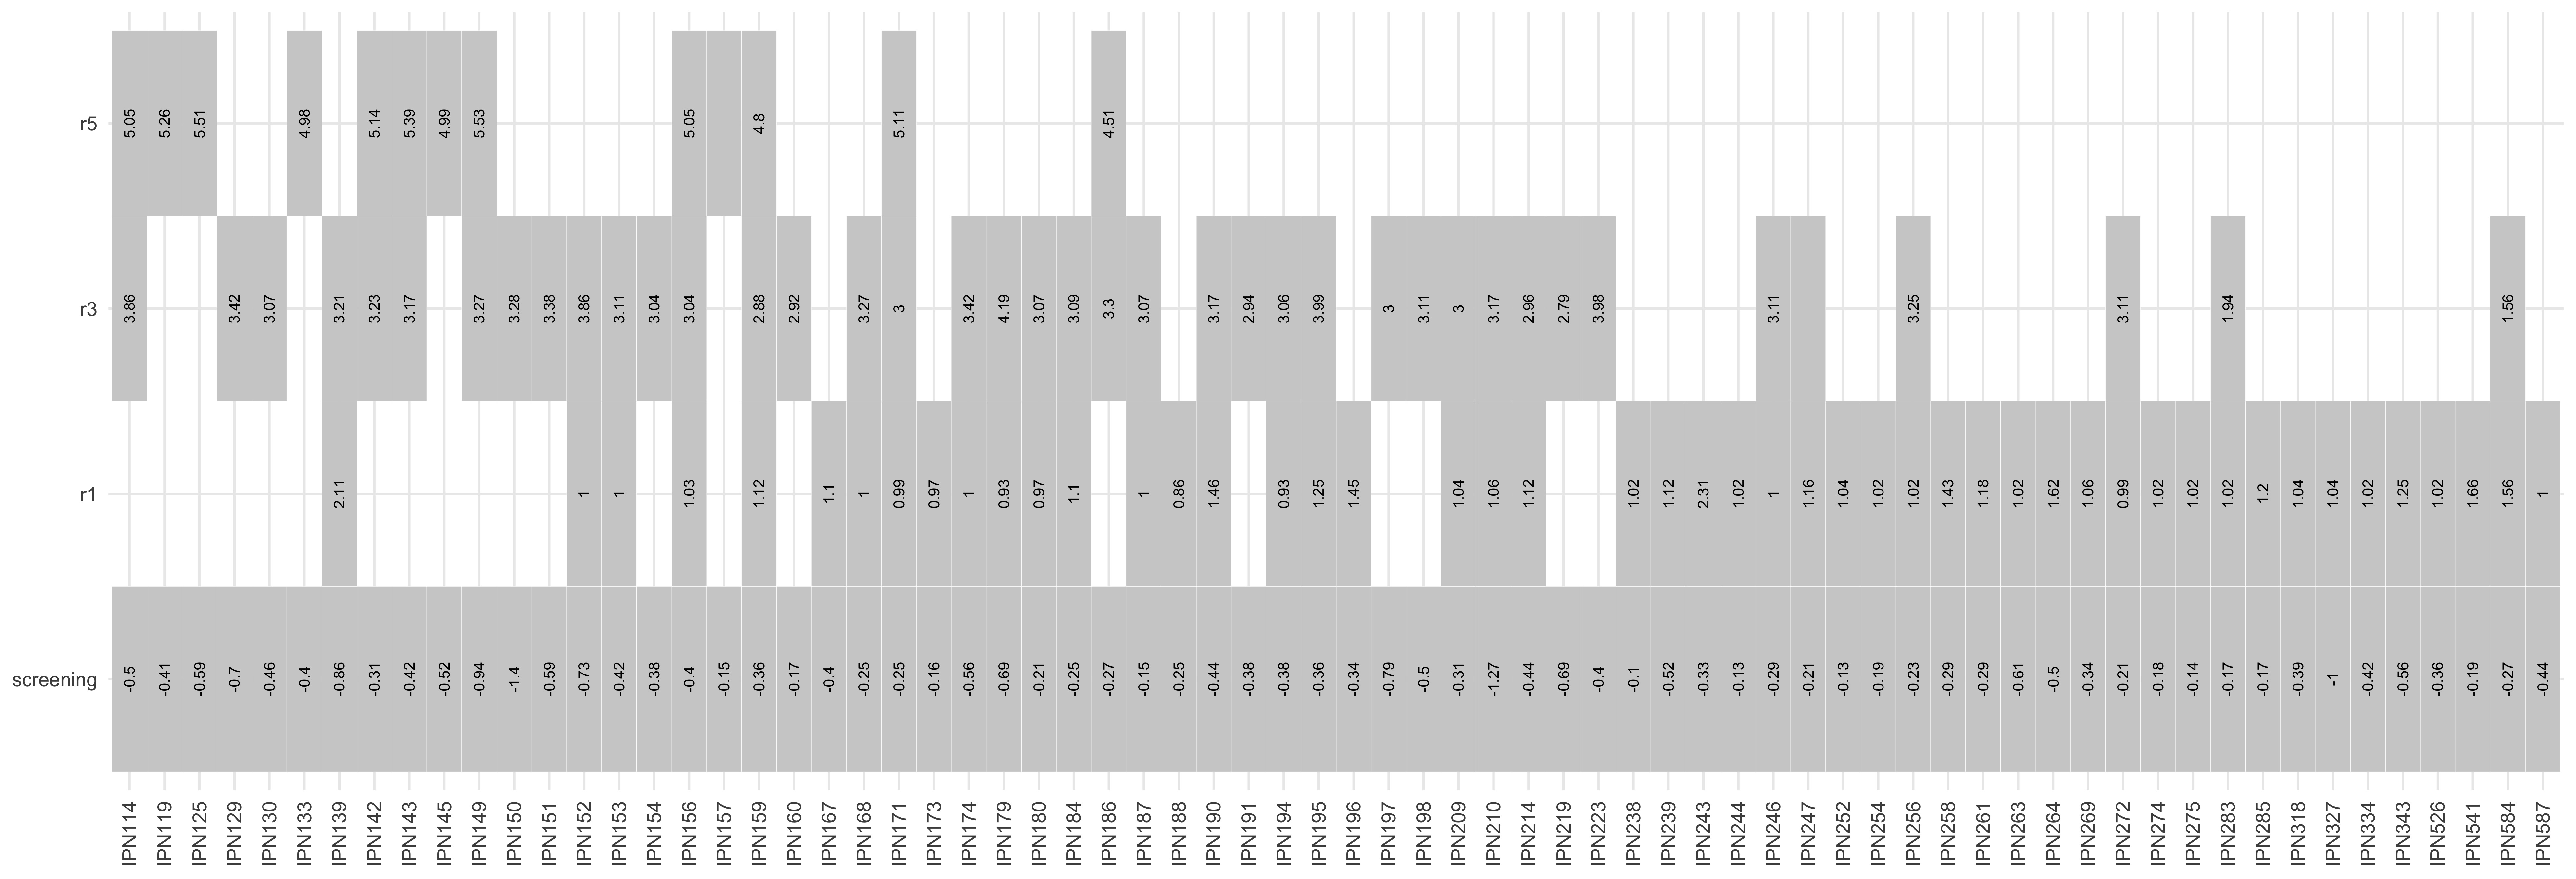 r5 5.05 5.26 5.51 4.98 5.14 5.39 4.99 5.53 5.05 4.8 5.11 4.51
r3 3.86 3.42 3.07 3.21 3.23 3.17 3.27 3.28 3.38 3.86 3.11 3.04 3.04 2.88 2.92 3.27 3 3.42 4.19 3.07 3.09 3.3 3.07 3.17 2.94 3.06 3.99 3 3.11 3 3.17 2.96 2.79 3.98 3.11 3.25 3.11 1.94 1.56
r1 2.11 1 1 1.03 1.12 1.1 1 0.99 0.97 1 0.93 0.97 1.1 1 0.86 1.46 0.93 1.25 1.45 1.04 1.06 1.12 1.02 1.12 2.31 1.02 1 1.16 1.04 1.02 1.02 1.43 1.18 1.02 1.62 1.06 0.99 1.02 1.02 1.02 1.2 1.04 1.04 1.02 1.25 1.02 1.66 1.56 1
screening -0.5 -0.41 -0.59 -0.7 -0.46 -0.4 -0.86 -0.31 -0.42 -0.52 -0.94 -1.4 -0.59 -0.73 -0.42 -0.38 -0.4 -0.15 -0.36 -0.17 -0.4 -0.25 -0.25 -0.16 -0.56 -0.69 -0.21 -0.25 -0.27 -0.15 -0.25 -0.44 -0.38 -0.38 -0.36 -0.34 -0.79 -0.5 -0.31 -1.27 -0.44 -0.69 -0.4 -0.1 -0.52 -0.33 -0.13 -0.29 -0.21 -0.13 -0.19 -0.23 -0.29 -0.29 -0.61 -0.5 -0.34 -0.21 -0.18 -0.14 -0.17 -0.17 -0.39 -1 -0.42 -0.56 -0.36 -0.19 -0.27 -0.44
IPN114 IPN119 IPN125 IPN129 IPN130 IPN133 IPN139 IPN142 IPN143 IPN145 IPN149 IPN150 IPN151 IPN152 IPN153 IPN154 IPN156 IPN157 IPN159 IPN160 IPN167 IPN168 IPN171 IPN173 IPN174 IPN179 IPN180 IPN184 IPN186 IPN187 IPN188 IPN190 IPN191 IPN194 IPN195 IPN196 IPN197 IPN198 IPN209 IPN210 IPN214 IPN219 IPN223 IPN238 IPN239 IPN243 IPN244 IPN246 IPN247 IPN252 IPN254 IPN256 IPN258 IPN261 IPN263 IPN264 IPN269 IPN272 IPN274 IPN275 IPN283 IPN285 IPN318 IPN327 IPN334 IPN343 IPN526 IPN541 IPN584 IPN587